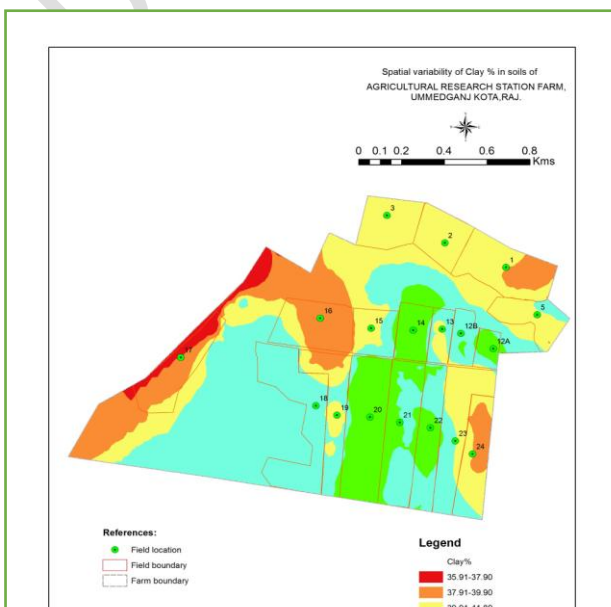 Spatial variability of Clay % in soils of
AGRICULTURAL RESEARCH STATION FARM,
UMMEDGANJ KOTA,RAJ.
0 0.1 0.2 0.4 0.6 0.8
Kms
3
2
1
5
16
15
14
13
12B
12A
17
18
19
20
21
22
23
24
References:
Field location
Field boundary
Farm boundary
Legend
Clay%
35.91-37.90
37.91-39.90